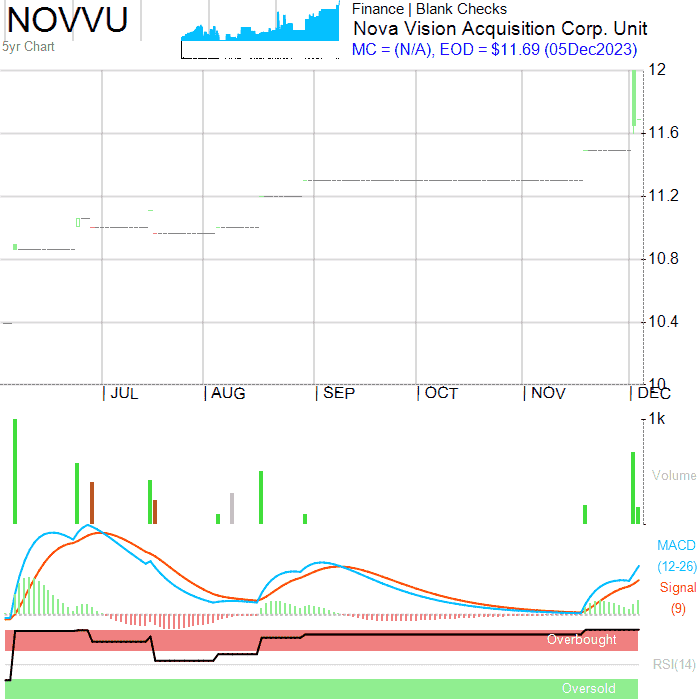 NOVVU
5yr Chart
Finance | Blank Checks
Nova Vision Acquisition Corp. Unit
MC = (N/A), EOD = $11.69 (05Dec2023)
12
11.6
11.2
10.8
10.4
10
| JUL | AUG | SEP | OCT | NOV | DEC
1k
Volume
MACD
(12-26)
Signal
(9)
Overbought
RSI(14)
Oversold